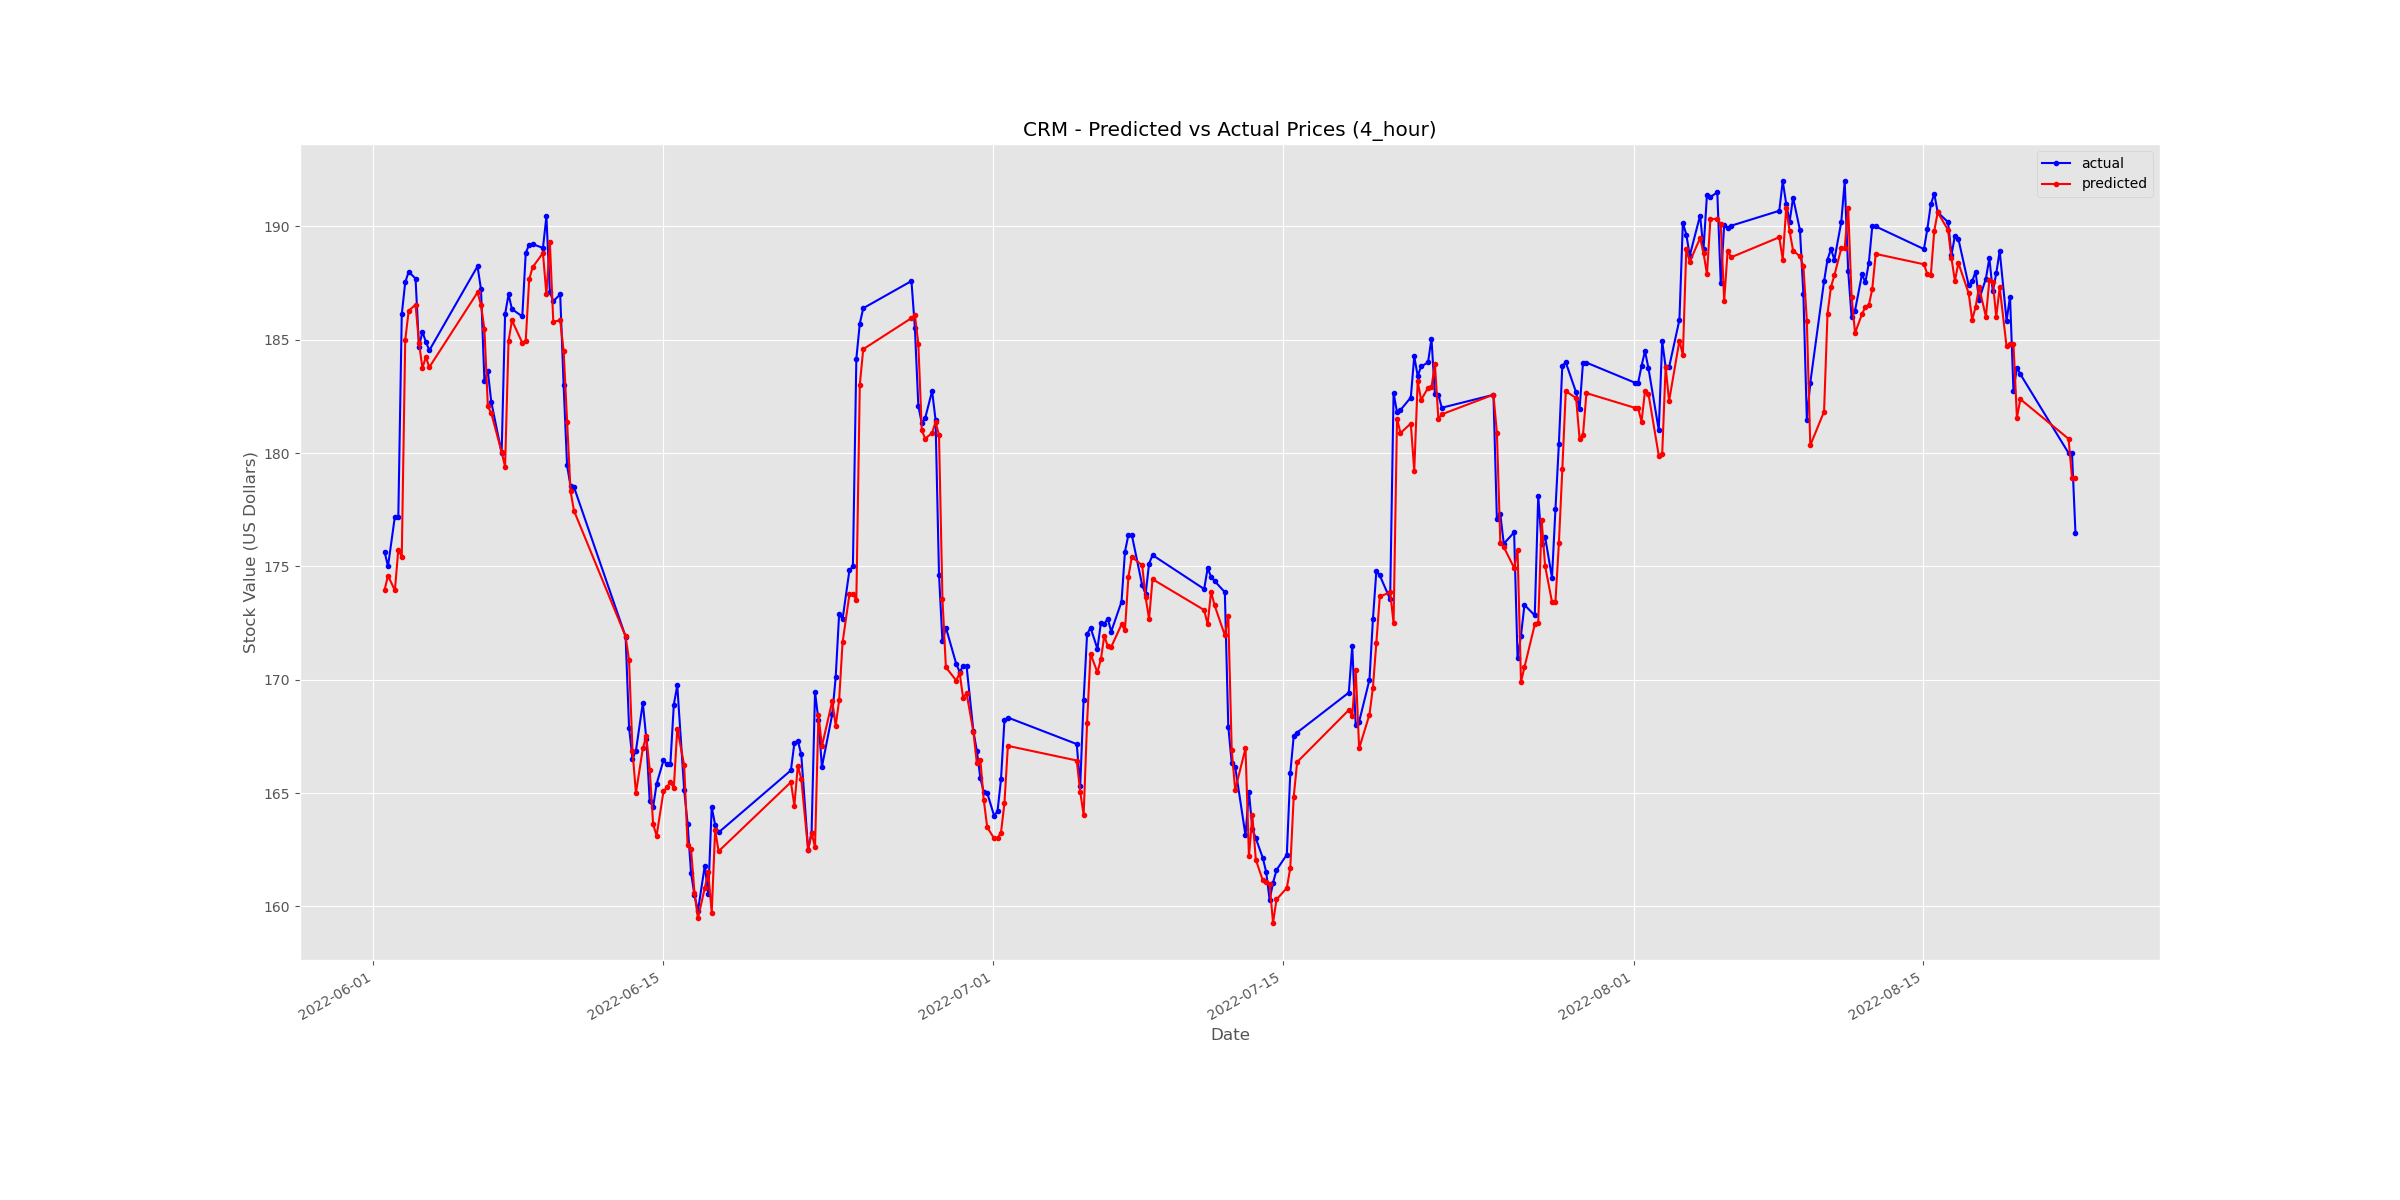 CRM - Predicted vs Actual Prices (4_hour)
actual
predicted
Stock Value (US Dollars)
190
185
180
175
170
165
160
2022-06-01
2022-06-15
2022-07-01
2022-07-15
2022-08-01
2022-08-15
Date